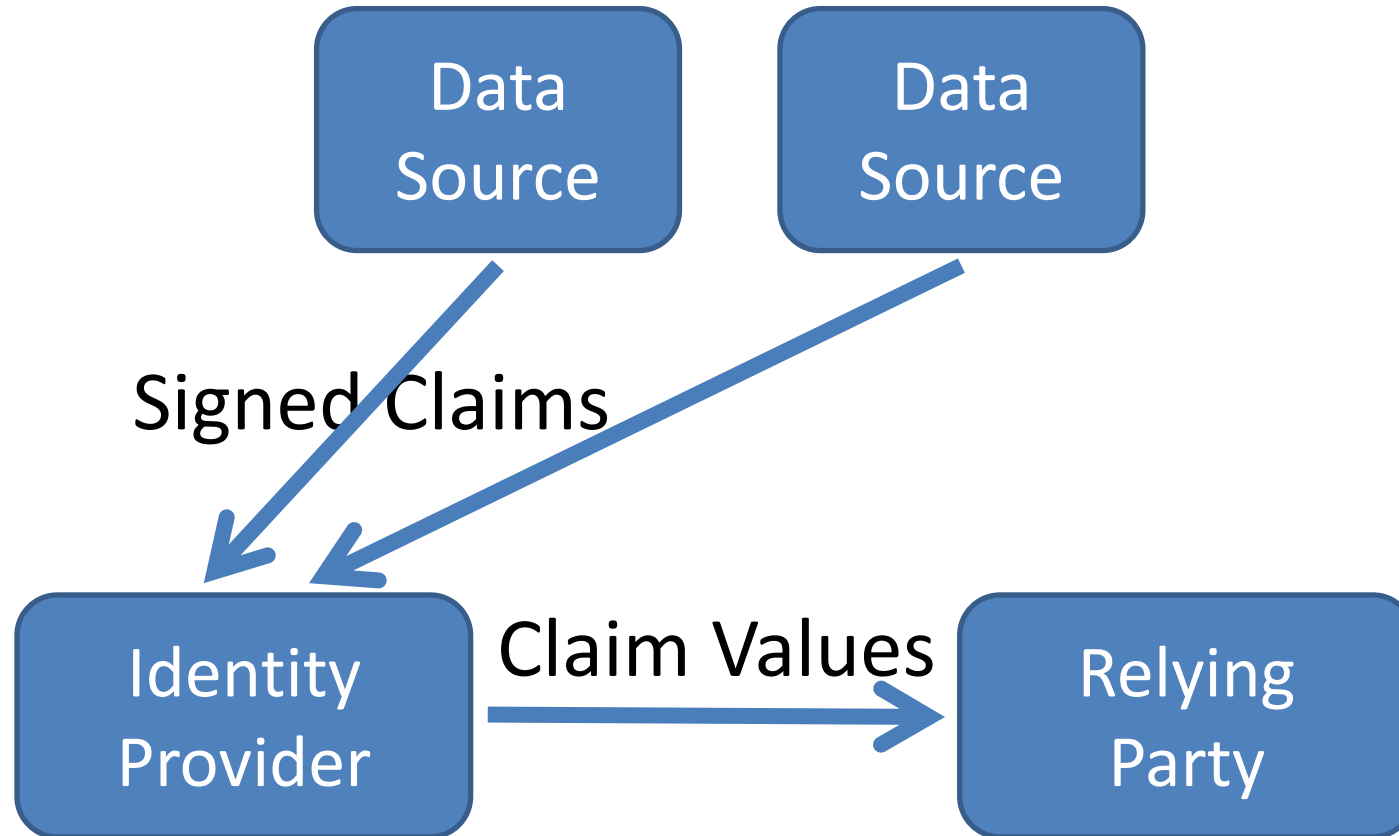 Data
Source
Data
Source
Signed Claims
Identity
Provider
Claim Values
Relying
Party